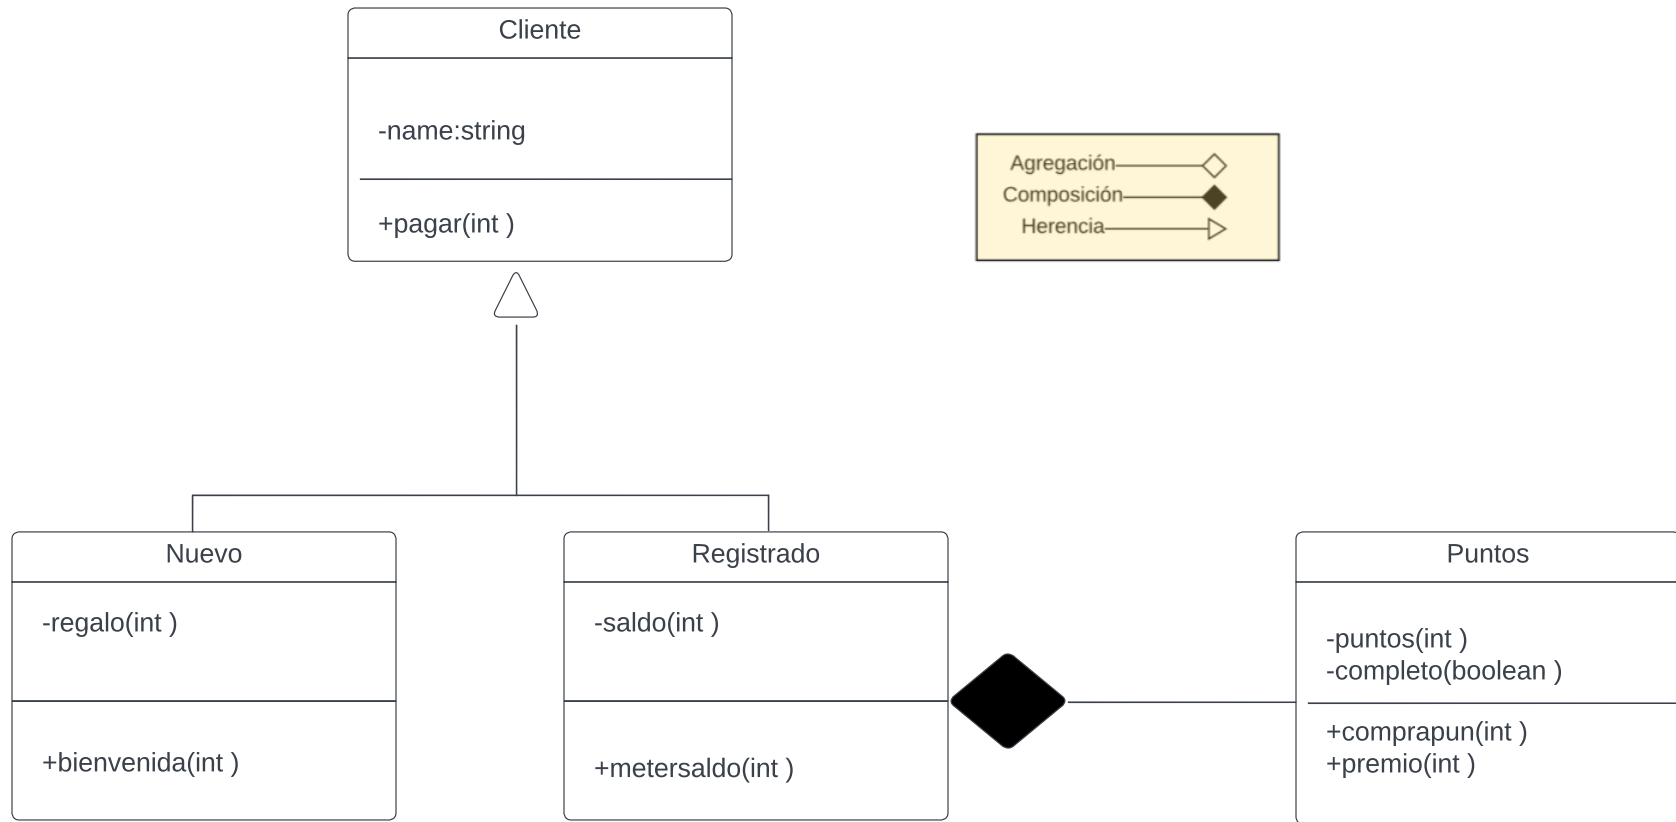 Cliente
-name:string
+pagar(int )
Agregación
Composición
Herencia
Nuevo
-regalo(int )
+bienvenida(int )
Registrado
-saldo(int )
+metersaldo(int )
Puntos
-puntos(int )
-completo(boolean )
+comprapun(int )
+premio(int )